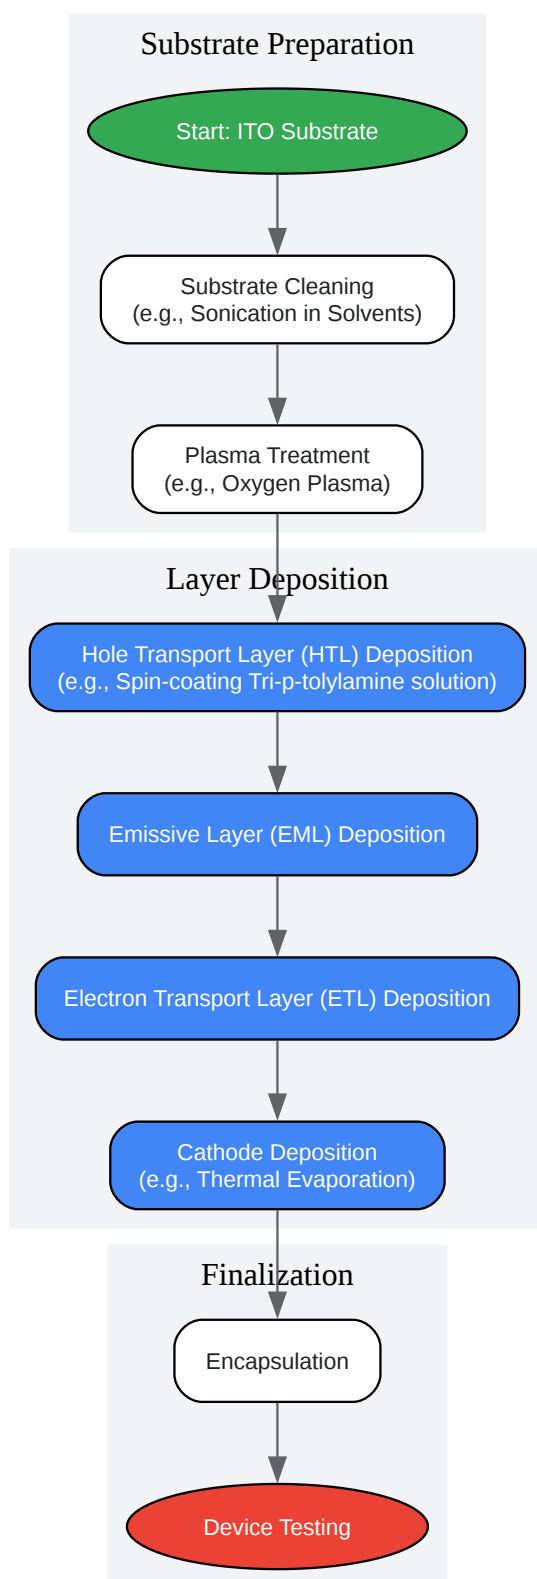 Substrate Preparation
Start: ITO Substrate
Substrate Cleaning
(e.g., Sonication in Solvents)
Plasma Treatment
(e.g., Oxygen Plasma)
Layer Deposition
Hole Transport Layer (HTL) Deposition
(e.g., Spin-coating Tri-p-tolylamine solution)
Emissive Layer (EML) Deposition
Electron Transport Layer (ETL) Deposition
Cathode Deposition
(e.g., Thermal Evaporation)
Finalization
Encapsulation
Device Testing